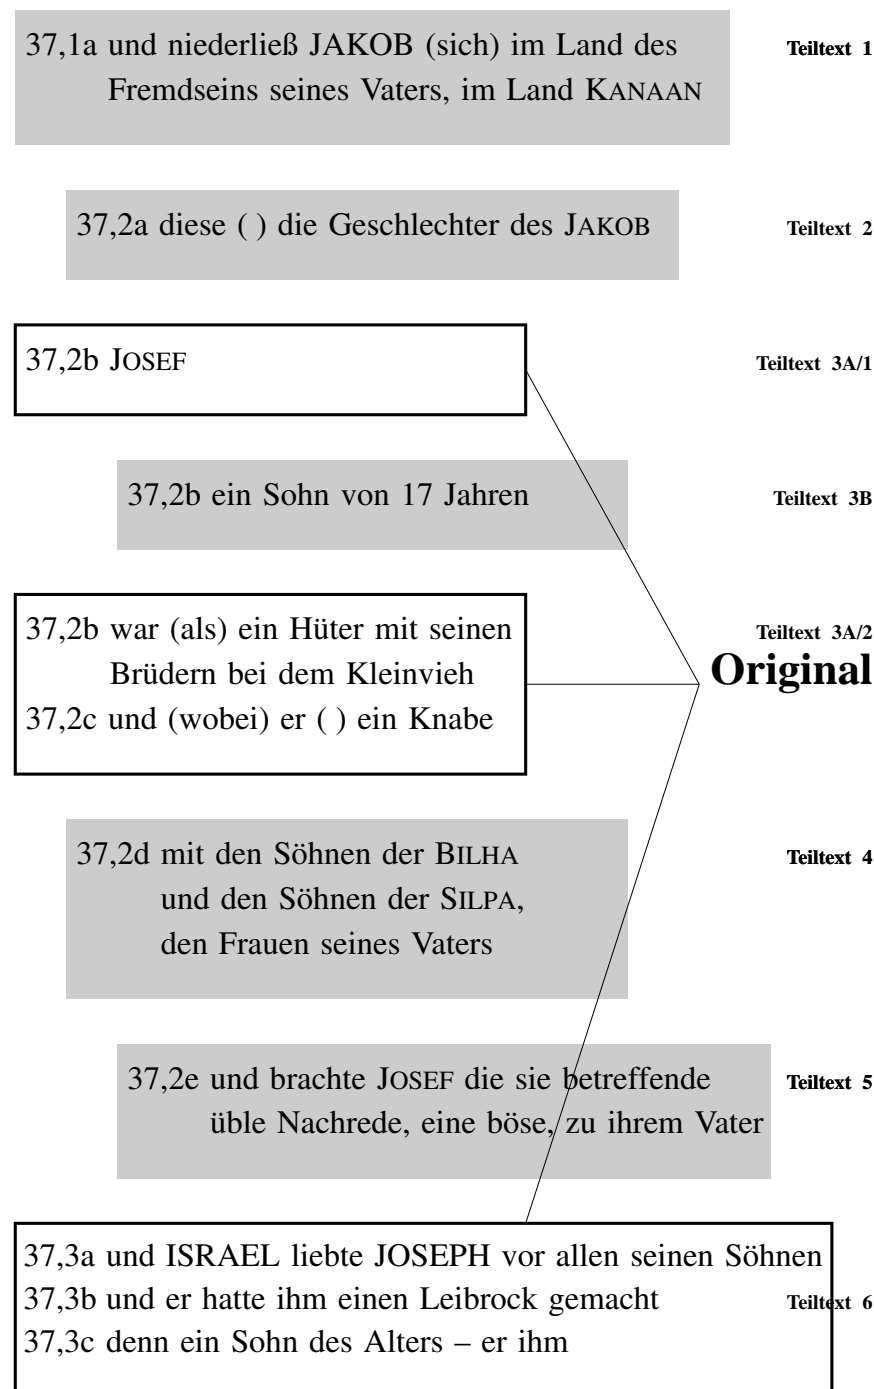 37,1a und niederließ JAKOB (sich) im Land des Teiltext 1
Fremdseins seines Vaters, im Land KANAAN
37,2a diese ( ) die Geschlechter des JAKOB Teiltext 2
37,2b JOSEF Teiltext 3A/1
37,2b ein Sohn von 17 Jahren Teiltext 3B
37,2b war (als) ein Hüter mit seinen Teiltext 3A/2
Brüdern bei dem Kleinvieh Original
37,2c und (wobei) er ( ) ein Knabe
37,2d mit den Söhnen der BILHA Teiltext 4
und den Söhnen der SILPA,
den Frauen seines Vaters
37,2e und brachte JOSEF die sie betreffende Teiltext 5
üble Nachrede, eine böse, zu ihrem Vater
37,3a und ISRAEL liebte JOSEPH vor allen seinen Söhnen
37,3b und er hatte ihm einen Leibrock gemacht Teiltext 6
37,3c denn ein Sohn des Alters – er ihm